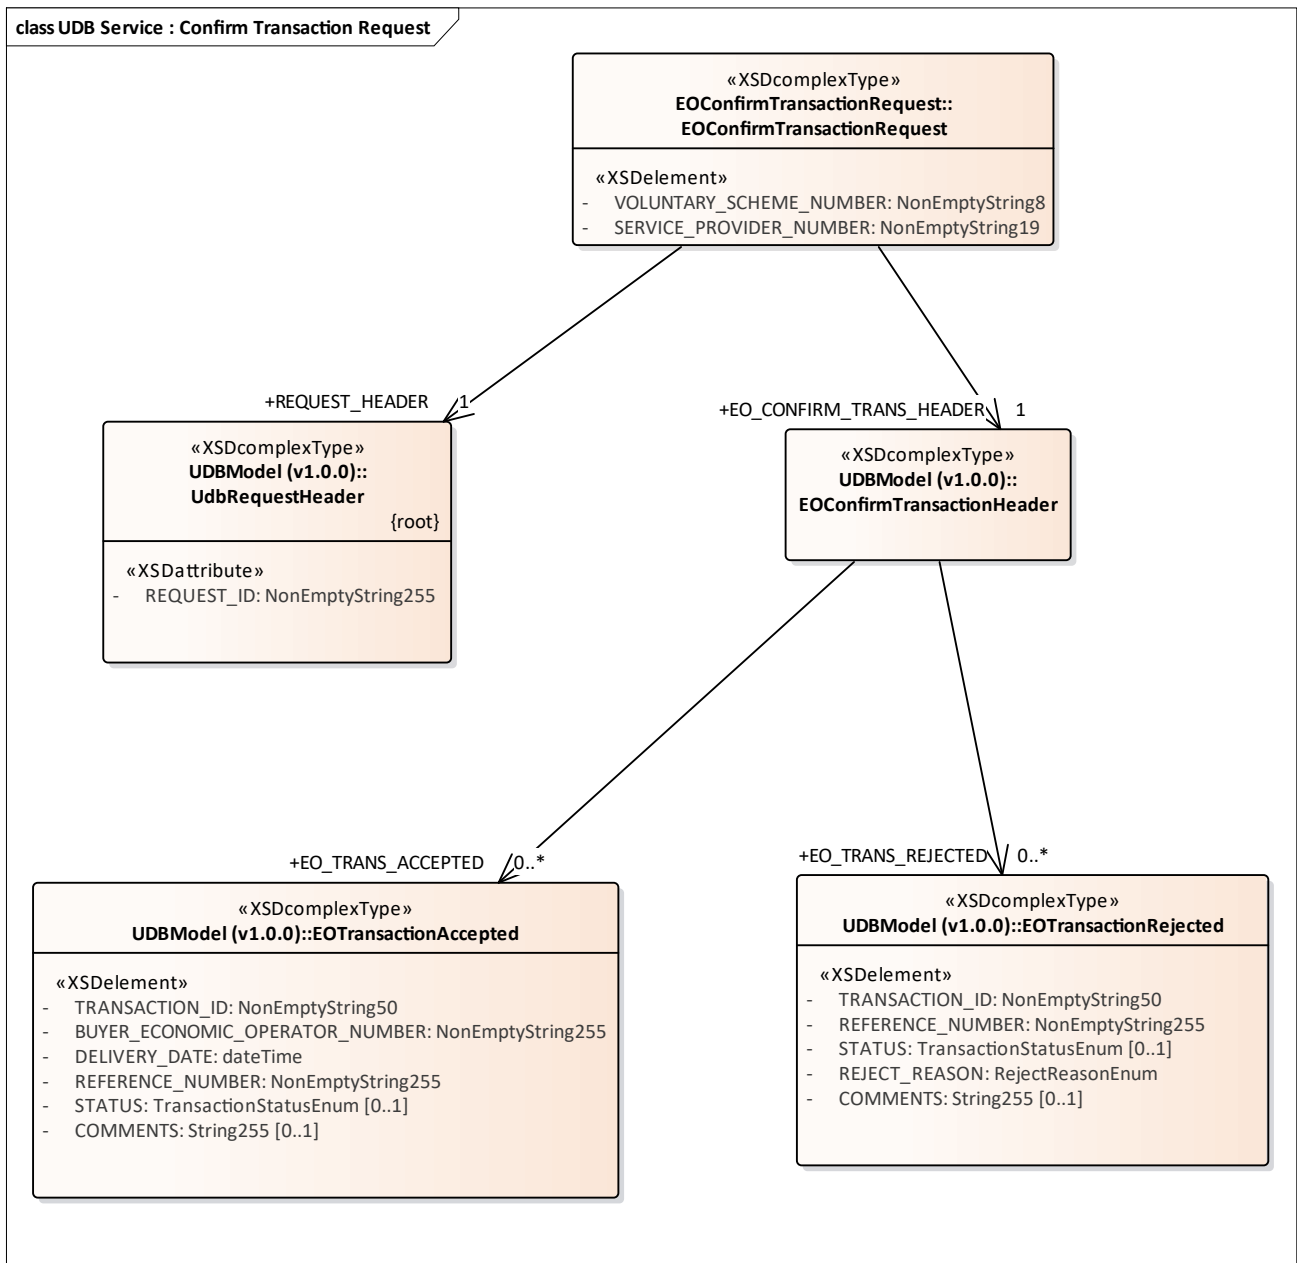 class UDB Service : Confirm Transaction Request
«XSDcomplexType»
EOConfirmTransactionRequest::
EOConfirmTransactionRequest
«XSDelement»
- VOLUNTARY_SCHEME_NUMBER: NonEmptyString8
- SERVICE_PROVIDER_NUMBER: NonEmptyString19
+REQUEST_HEADER 1
+EO_CONFIRM_TRANS_HEADER 1
«XSDcomplexType»
UDBModel (v1.0.0)::
UdbRequestHeader
{root}
«XSDattribute»
- REQUEST_ID: NonEmptyString255
«XSDcomplexType»
UDBModel (v1.0.0)::
EOConfirmTransactionHeader
+EO_TRANS_ACCEPTED 0..*
+EO_TRANS_REJECTED 0..*
«XSDcomplexType»
UDBModel (v1.0.0)::EOTransactionAccepted
«XSDelement»
- TRANSACTION_ID: NonEmptyString50
- BUYER_ECONOMIC_OPERATOR_NUMBER: NonEmptyString255
- DELIVERY_DATE: dateTime
- REFERENCE_NUMBER: NonEmptyString255
- STATUS: TransactionStatusEnum [0..1]
- COMMENTS: String255 [0..1]
«XSDcomplexType»
UDBModel (v1.0.0)::EOTransactionRejected
«XSDelement»
- TRANSACTION_ID: NonEmptyString50
- REFERENCE_NUMBER: NonEmptyString255
- STATUS: TransactionStatusEnum [0..1]
- REJECT_REASON: RejectReasonEnum
- COMMENTS: String255 [0..1]